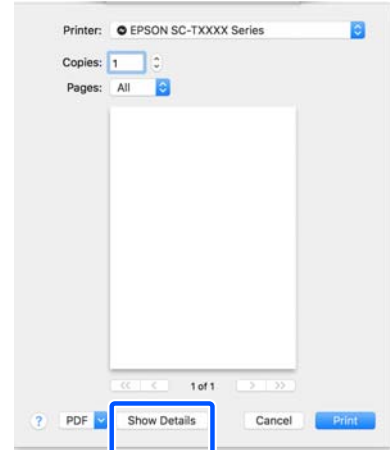 Printer: EPSON SC-TXXXX Series
Copies: 1
Pages: All
<< < 1 of 1 > >>
? PDF Show Details Cancel Print